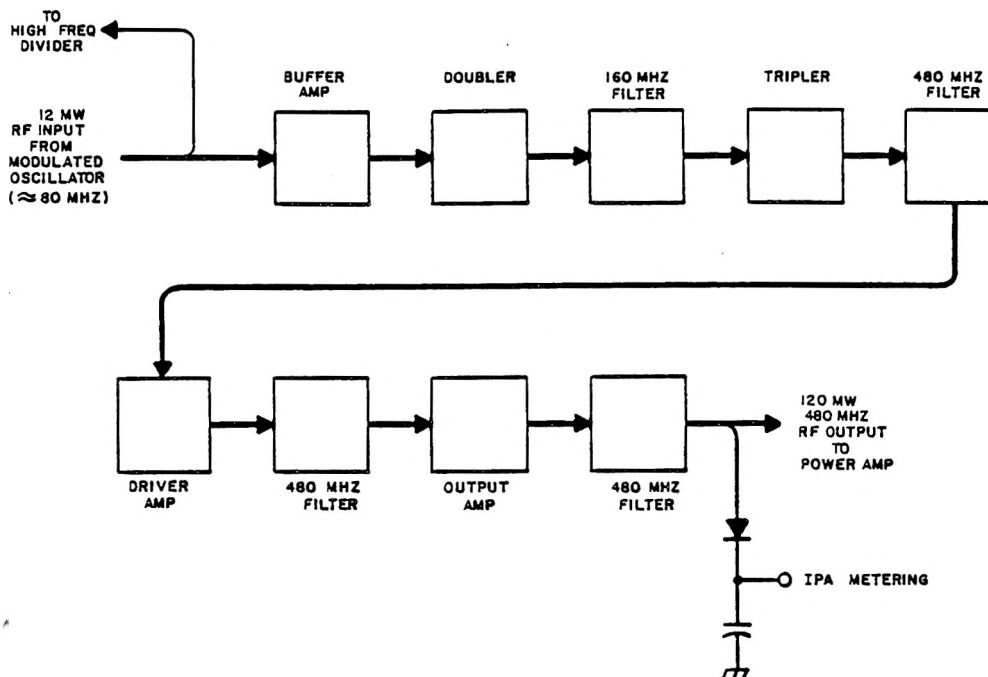 TO
HIGH FREQ
DIVIDER
12 MW
RF INPUT
FROM
MODULATED
OSCILLATOR
(≈80 MHZ)
BUFFER
AMP
DOUBLER
160 MHZ
FILTER
TRIPLER
480 MHZ
FILTER
DRIVER
AMP
480 MHZ
FILTER
OUTPUT
AMP
480 MHZ
FILTER
120 MW
480 MHZ
RF OUTPUT
TO
POWER AMP
IPA METERING